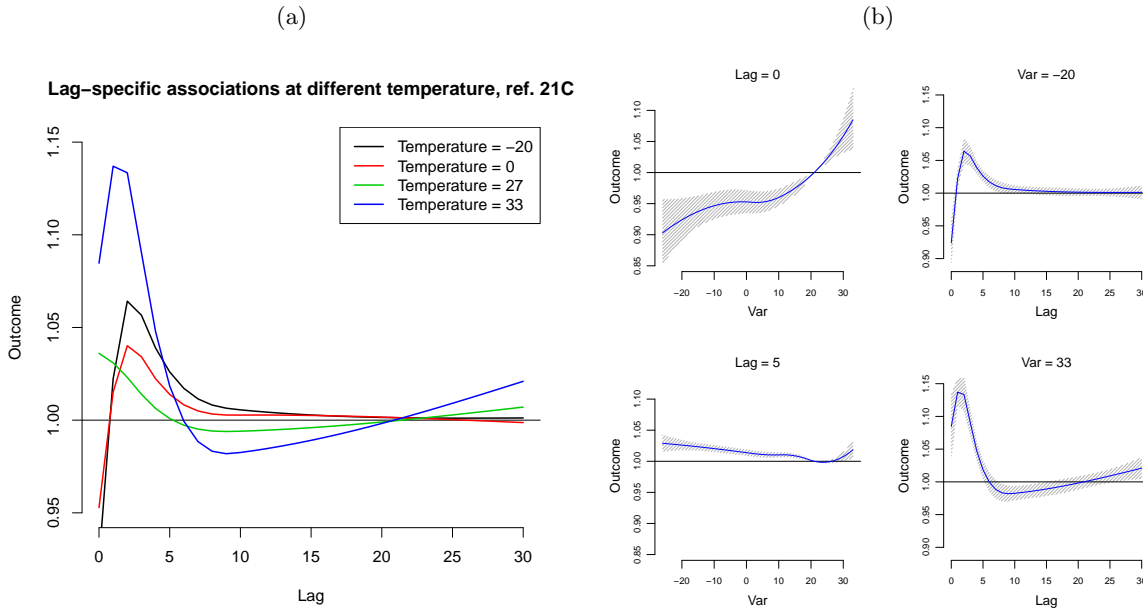 (a)
Lag−specific associations at different temperature, ref. 21C
Temperature = −20
Temperature = 0
Temperature = 27
Temperature = 33
Outcome
0.95 1.00 1.05 1.10 1.15
0 5 10 15 20 25 30
Lag
(b)
Lag = 0
Outcome
0.85 0.90 0.95 1.00 1.10
−20 −10 0 10 20 30
Var
Var = −20
Outcome
0.90 0.95 1.00 1.05 1.10 1.15
0 5 10 15 20 25 30
Lag
Lag = 5
Outcome
0.85 0.90 0.95 1.00 1.10
−20 −10 0 10 20 30
Var
Var = 33
Outcome
0.90 0.95 1.00 1.05 1.10 1.15
0 5 10 15 20 25 30
Lag